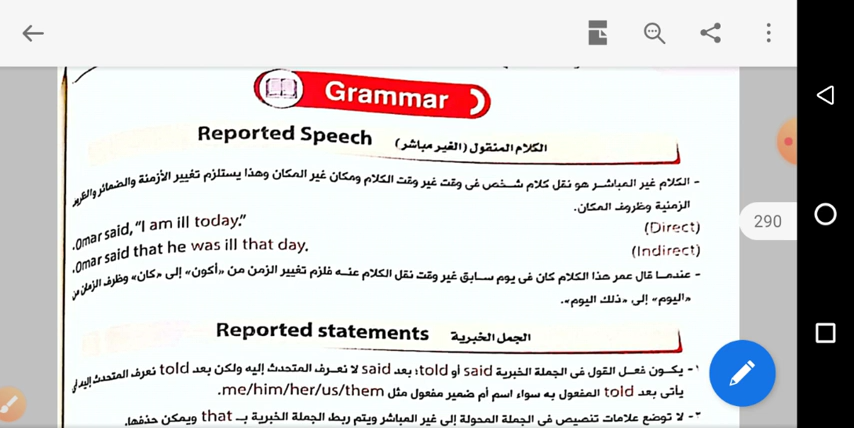 Grammar
Reported Speech الكلام المنقول (الغير مباشر)
- الكلام غير المباشر هو نقل كلام شخص فى وقت غير وقت الكلام ومكان غير المكان وهذا يستلزم تغيير الأزمنة والضمائر
الزمنية وظروف المكان.
.Omar said, "I am ill today." (Direct)
.Omar said that he was ill that day. (Indirect)
- عندما قال عمر هذا الكلام كان فى يوم سابق غير وقت نقل الكلام عنه فلزم تغيير الزمن من «أكون» إلى «كان» وظرف الزمن من
«اليوم» إلى «ذلك اليوم».
Reported statements الجمل الخبرية
١- يكون فعل القول فى الجملة الخبرية said أو told؛ بعد said لا نعرف المتحدث إليه ولكن بعد told نعرف المتحدث إليه
يأتى بعد told المفعول به سواء اسم أم ضمير مفعول مثل me/him/her/us/them.
٢- لا توضع علامات تنصيص فى الجملة المحولة إلى غير المباشر ويتم ربط الجملة الخبرية بـ that ويمكن حذفها.
290